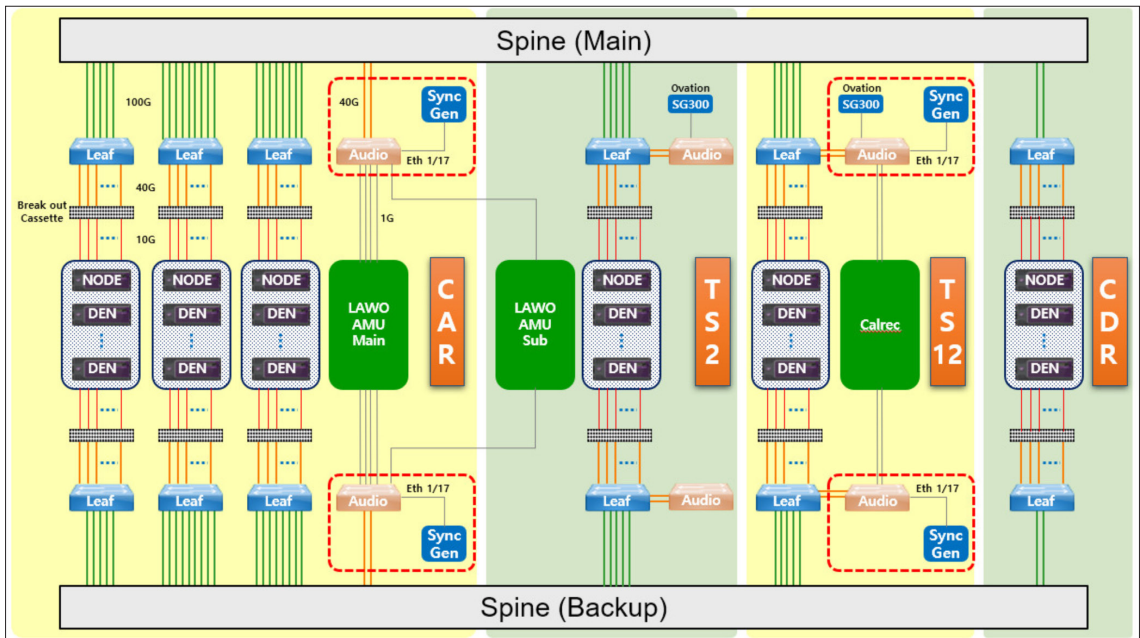 Spine (Main)
100G
40G
Sync
Gen
Ovation
SG300
Ovation
SG300
Sync
Gen
Leaf
Leaf
Leaf
Audio
Eth 1/17
Leaf
Audio
Leaf
Audio
Eth 1/17
Leaf
40G
Break out
Cassette
1G
10G
NODE
DEN
DEN
NODE
DEN
DEN
NODE
DEN
DEN
LAWO
AMU
Main
C
A
R
LAWO
AMU
Sub
NODE
DEN
DEN
T
S
2
NODE
DEN
DEN
Calrec
T
S
12
NODE
DEN
DEN
C
D
R
Leaf
Leaf
Leaf
Audio
Eth 1/17
Sync
Gen
Leaf
Audio
Leaf
Audio
Eth 1/17
Sync
Gen
Leaf
Spine (Backup)